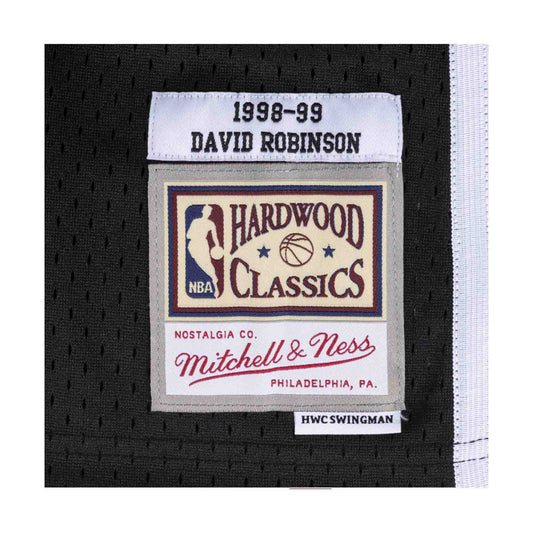 1998-99
DAVID ROBINSON
HARDWOOD
CLASSICS
NBA
NOSTALGIA CO.
Mitchell & Ness
PHILADELPHIA, PA.
HWC SWINGMAN